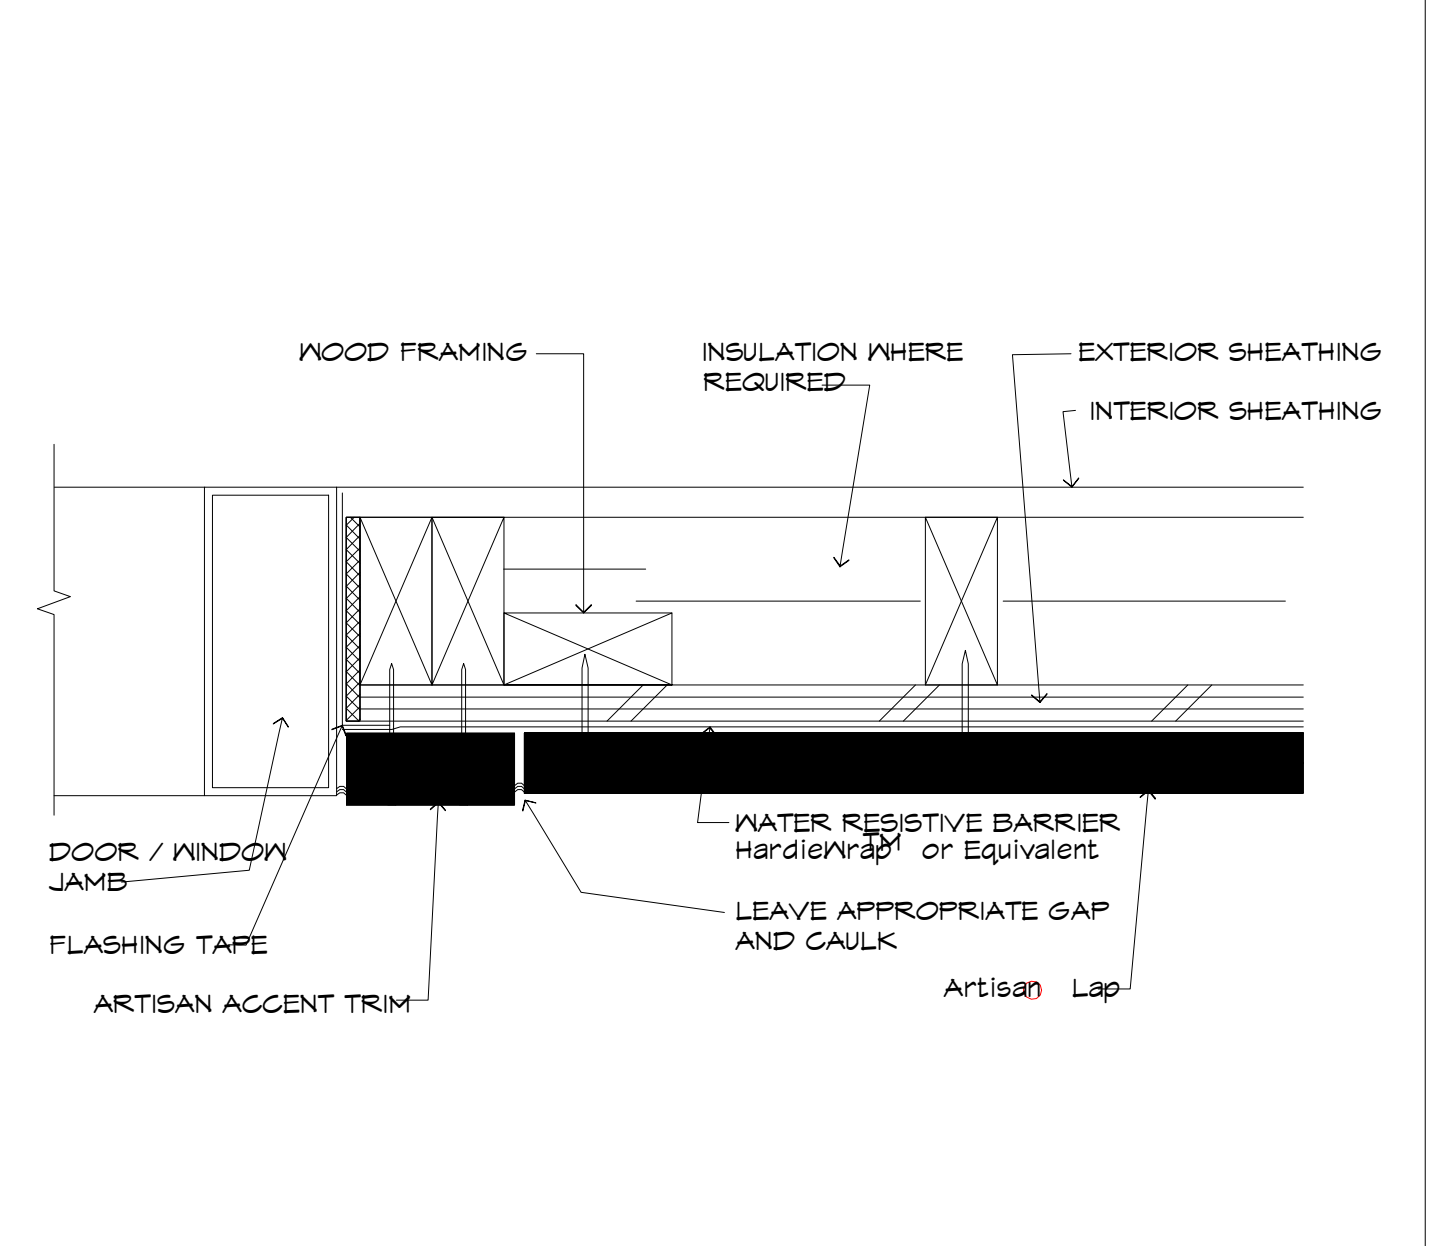 WOOD FRAMING
INSULATION WHERE
REQUIRED
EXTERIOR SHEATHING
INTERIOR SHEATHING
DOOR / WINDOW
JAMB
FLASHING TAPE
ARTISAN ACCENT TRIM
WATER RESISTIVE BARRIER
HardieWrap TM or Equivalent
LEAVE APPROPRIATE GAP
AND CAULK
Artisan Lap